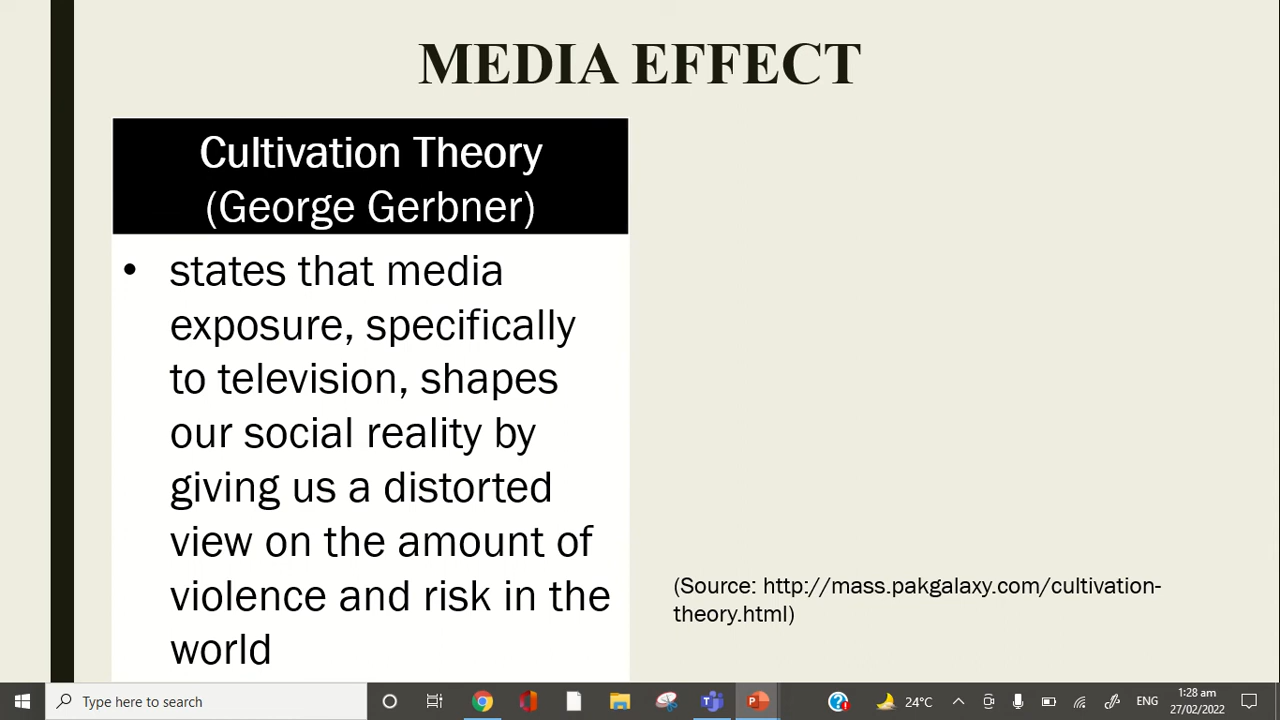 MEDIA EFFECT
Cultivation Theory
(George Gerbner)
• states that media
exposure, specifically
to television, shapes
our social reality by
giving us a distorted
view on the amount of
violence and risk in the
world
(Source: http://mass.pakgalaxy.com/cultivation-
theory.html)
Type here to search
24°C
ENG
1:28 am
27/02/2022